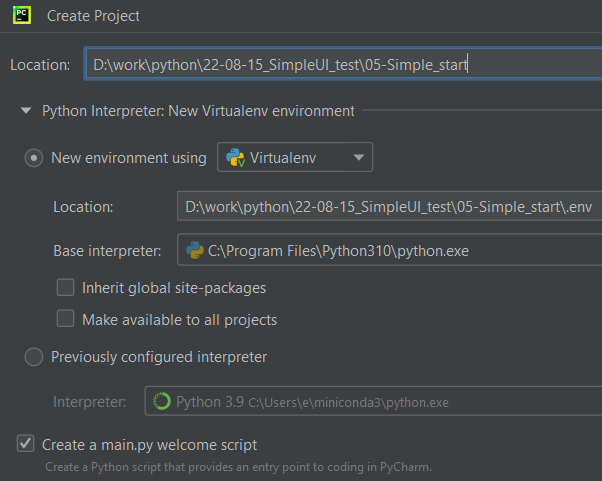 PC Create Project
Location: D:\work\python\22-08-15_SimpleUI_test\05-Simple_start
Python Interpreter: New Virtualenv environment
New environment using Virtualenv
Location: D:\work\python\22-08-15_SimpleUI_test\05-Simple_start\.env
Base interpreter: C:\Program Files\Python310\python.exe
Inherit global site-packages
Make available to all projects
Previously configured interpreter
Interpreter: Python 3.9 C:\Users\e\miniconda3\python.exe
Create a main.py welcome script
Create a Python script that provides an entry point to coding in PyCharm.